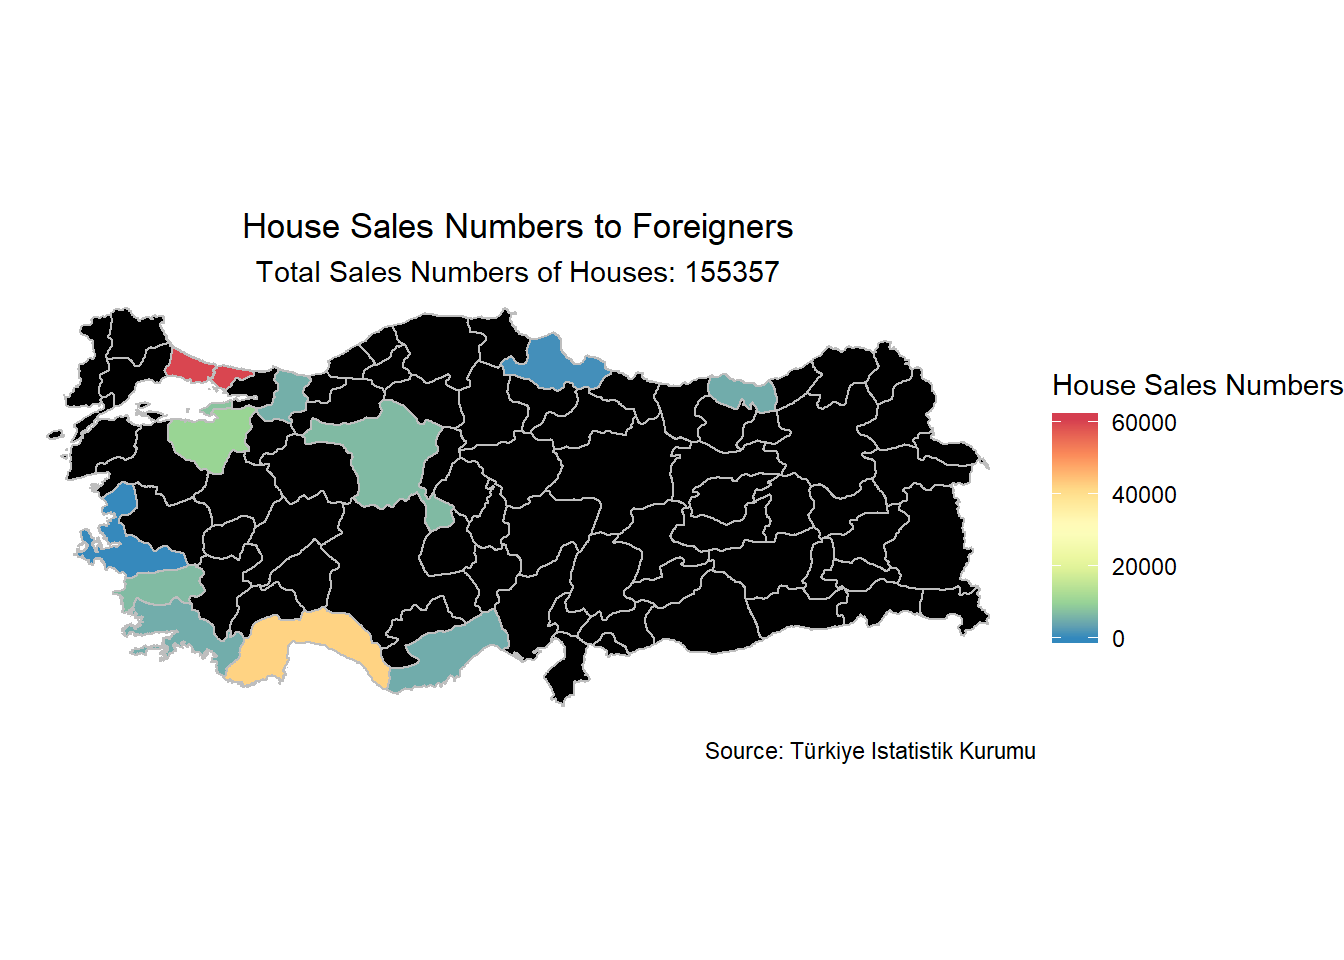 House Sales Numbers to Foreigners
Total Sales Numbers of Houses: 155357
House Sales Numbers
60000
40000
20000
0
Source: Türkiye Istatistik Kurumu